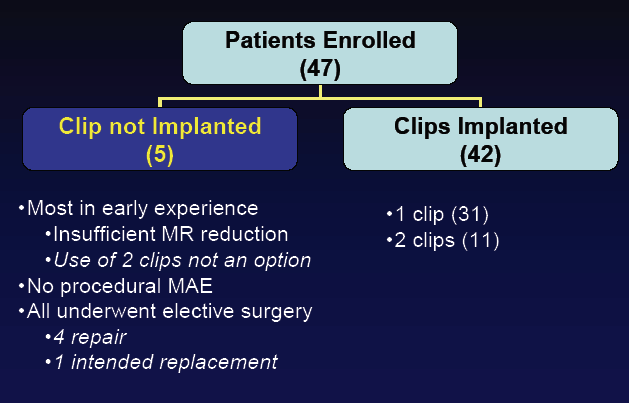 Patients Enrolled
(47)
Clip not Implanted
(5)
Clips Implanted
(42)
•Most in early experience
•Insufficient MR reduction
•Use of 2 clips not an option
•No procedural MAE
•All underwent elective surgery
•4 repair
•1 intended replacement
•1 clip (31)
•2 clips (11)